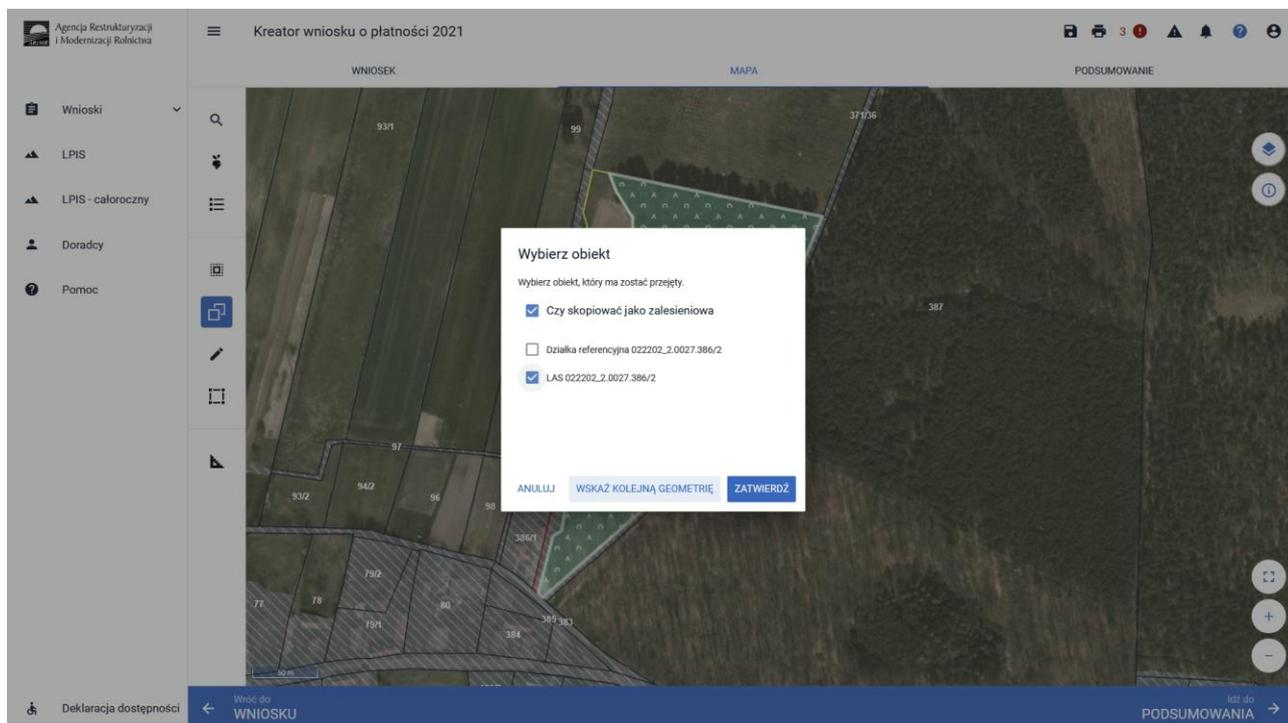 Agencja Restrukturyzacji
i Modernizacji Rolnictwa
Kreator wniosku o płatności 2021
3
WNIOSEK
MAPA
PODSUMOWANIE
Wnioski
LPIS
LPIS - całoroczny
Doradcy
Pomoc
93/1
99
371/36
387
Wybierz obiekt
Wybierz obiekt, który ma zostać przejęty.
Czy skopiować jako zalesieniowa
Działka referencyjna 022202_2.0027.386/2
LAS 022202_2.0027.386/2
ANULUJ
WSKAŻ KOLEJNĄ GEOMETRIĘ
ZATWIERDŹ
97
94/2
93/2
96
98
386/1
79/2
77
78
80
79/1
385
383
384
50 m
Deklaracja dostępności
Wróć do
WNIOSKU
Idź do
PODSUMOWANIA